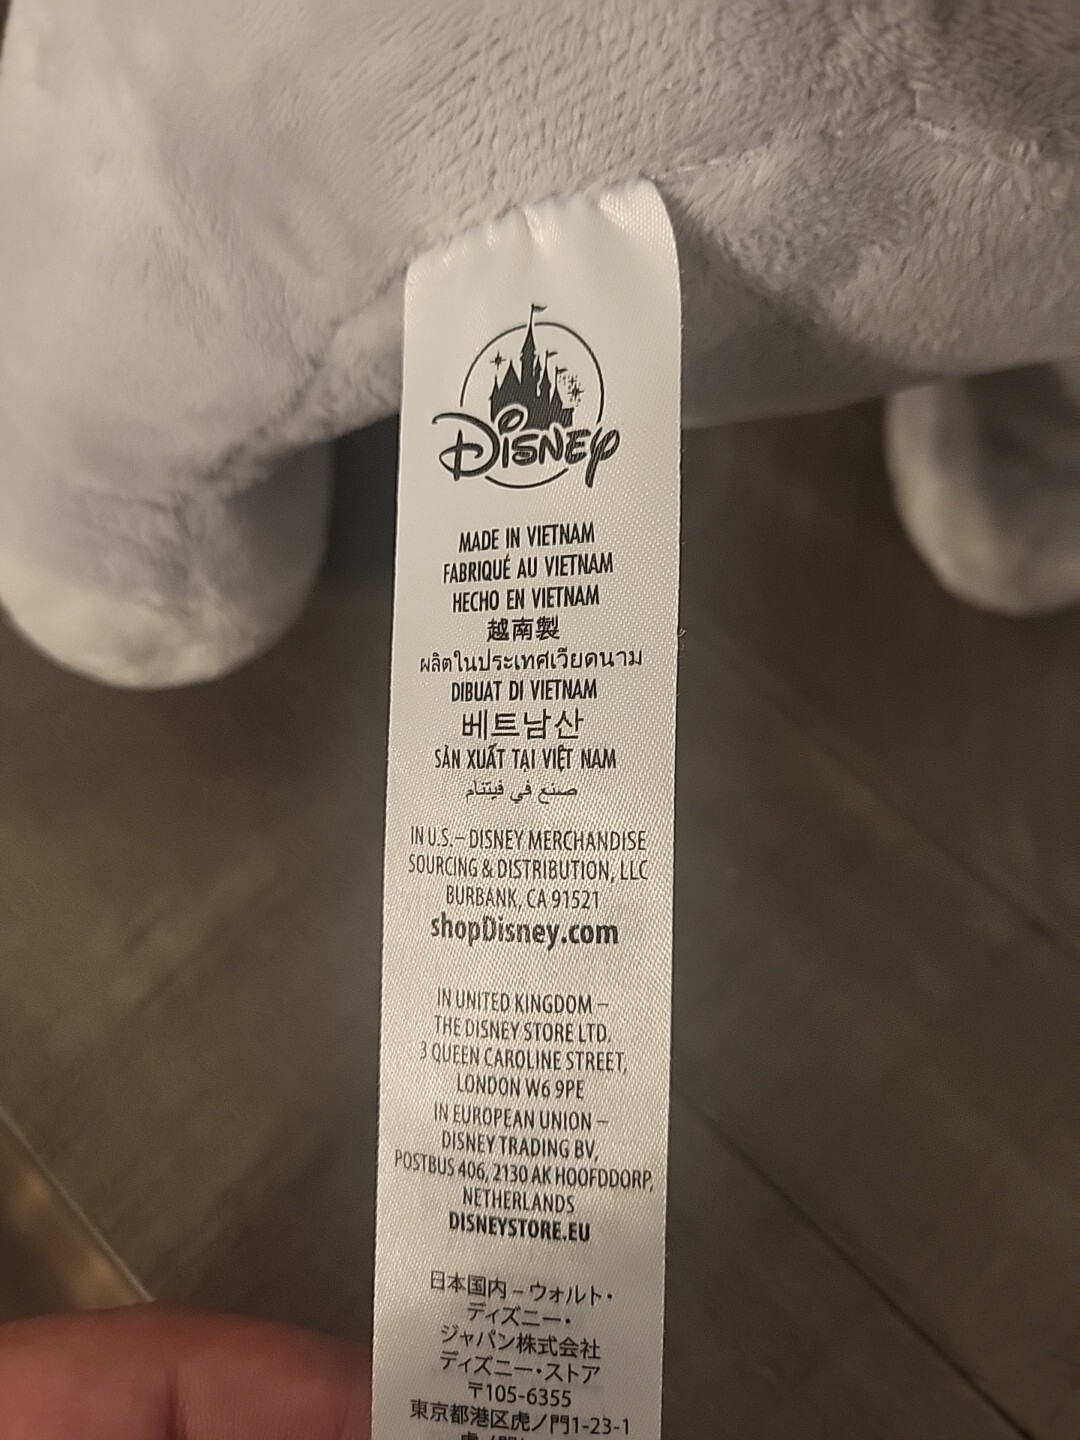 Disney
MADE IN VIETNAM
FABRIQUÉ AU VIETNAM
HECHO EN VIETNAM
越南製
ผลิตในประเทศเวียดนาม
DIBUAT DI VIETNAM
베트남산
SẢN XUẤT TẠI VIỆT NAM
صنع في فيتنام
IN U.S. – DISNEY MERCHANDISE
SOURCING & DISTRIBUTION, LLC
BURBANK, CA 91521
shopDisney.com
IN UNITED KINGDOM –
THE DISNEY STORE LTD.
3 QUEEN CAROLINE STREET,
LONDON W6 9PE
IN EUROPEAN UNION –
DISNEY TRADING BV,
POSTBUS 406, 2130 AK HOOFDDORP,
NETHERLANDS
DISNEYSTORE.EU
日本国内 – ウォルト・
ディズニー・
ジャパン株式会社
ディズニー・ストア
〒105-6355
東京都港区虎ノ門1-23-1